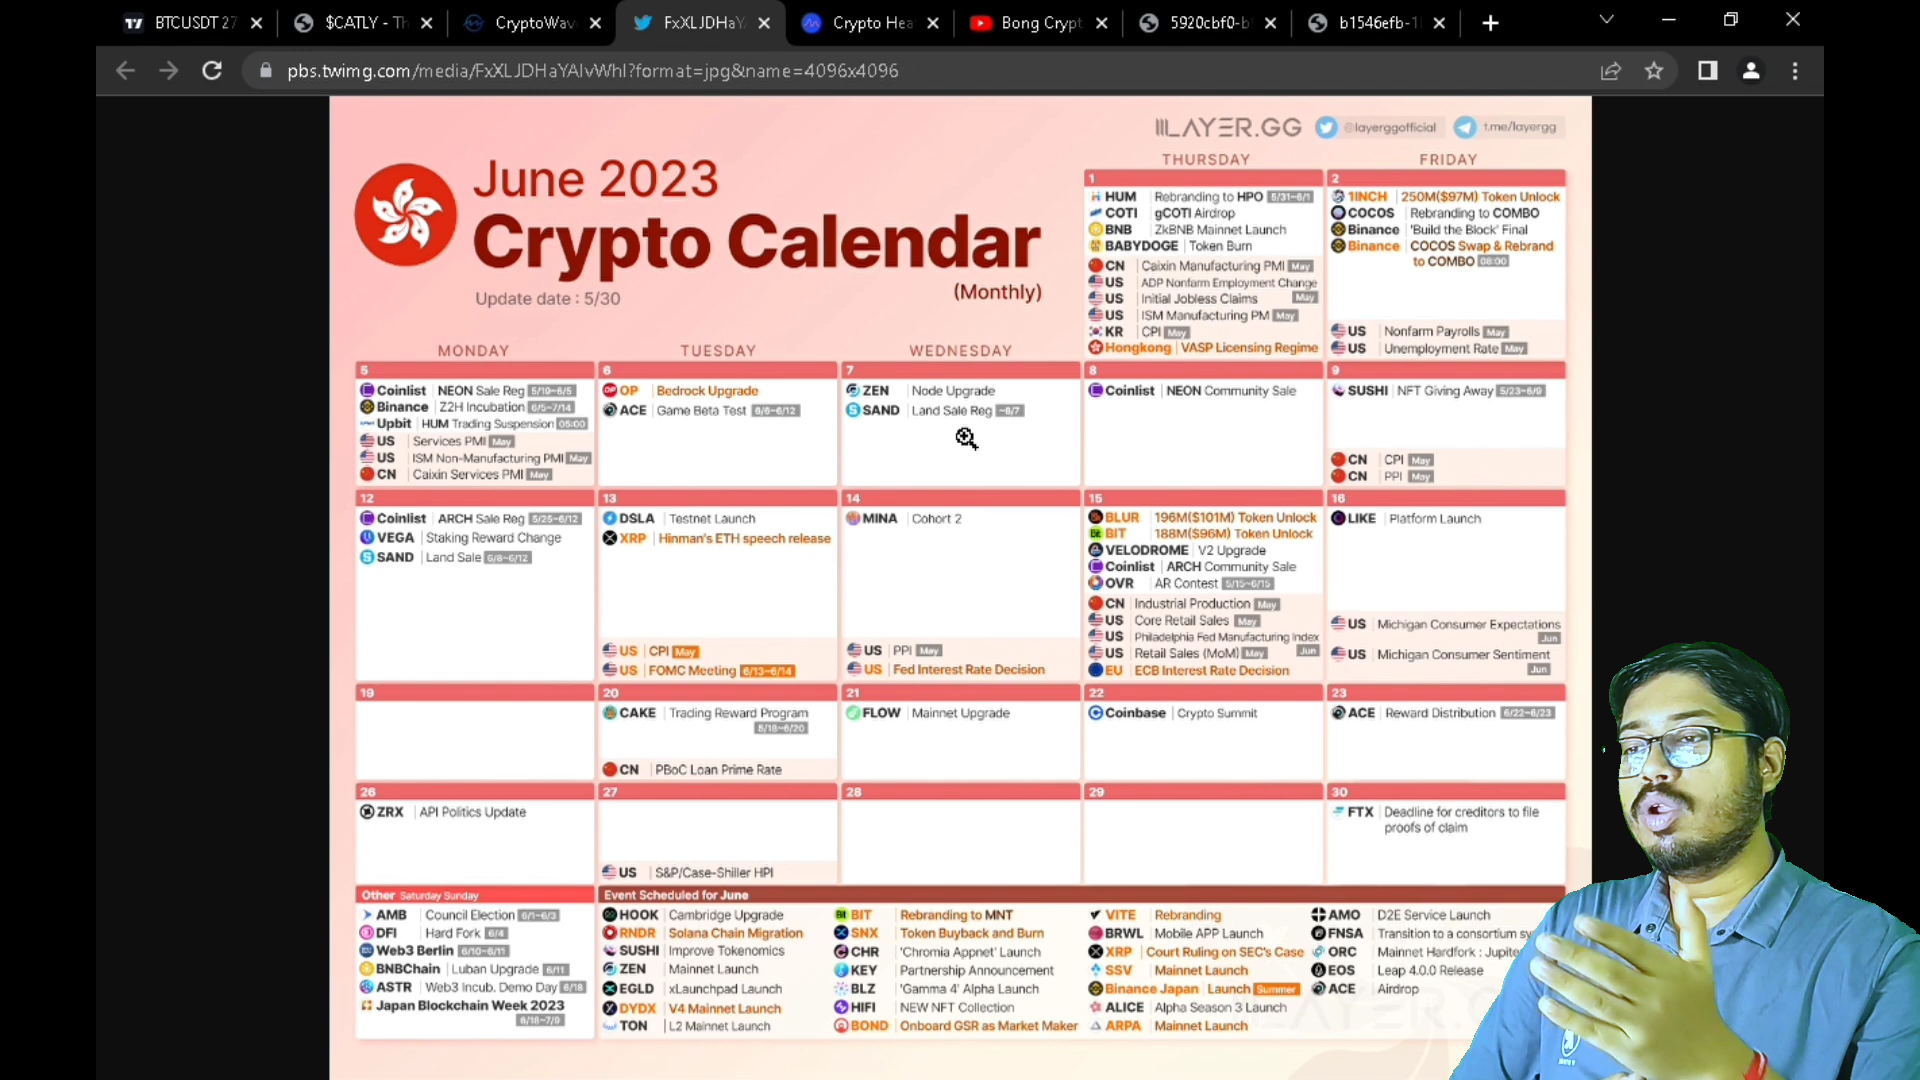 BTCUSDT 27
$CATLY - Th
CryptoWav
FxXLJDHaY
Crypto Hea
Bong Crypt
5920cbf0-b
b1546efb-1
pbs.twimg.com/media/FxXLJDHaYAIvWhI?format=jpg&name=4096x4096
LAYER.GG @layerggofficial t.me/layergg
June 2023
Crypto Calendar
Update date : 5/30
(Monthly)
THURSDAY FRIDAY
1
HUM Rebranding to HPO 5/31~6/1
COTI gCOTI Airdrop
BNB ZkBNB Mainnet Launch
BABYDOGE Token Burn
CN Caixin Manufacturing PMI May
US ADP Nonfarm Employment Change
US Initial Jobless Claims May
US ISM Manufacturing PM May
KR CPI May
Hongkong VASP Licensing Regime
2
1INCH 250M($97M) Token Unlock
COCOS Rebranding to COMBO
Binance 'Build the Block' Final
Binance COCOS Swap & Rebrand
to COMBO 08:00
US Nonfarm Payrolls May
US Unemployment Rate May
MONDAY TUESDAY WEDNESDAY
5
Coinlist NEON Sale Reg 5/19~6/5
Binance Z2H Incubation 6/5~7/14
Upbit HUM Trading Suspension 05:00
US Services PMI May
US ISM Non-Manufacturing PMI May
CN Caixin Services PMI May
6
OP Bedrock Upgrade
ACE Game Beta Test 6/6~6/12
7
ZEN Node Upgrade
SAND Land Sale Reg ~6/7
8
Coinlist NEON Community Sale
9
SUSHI NFT Giving Away 5/23~6/9
CN CPI May
CN PPI May
12
Coinlist ARCH Sale Reg 5/25~6/12
VEGA Staking Reward Change
SAND Land Sale 6/8~6/12
13
DSLA Testnet Launch
XRP Hinman's ETH speech release
US CPI May
US FOMC Meeting 6/13~6/14
14
MINA Cohort 2
US PPI May
US Fed Interest Rate Decision
15
BLUR 196M($101M) Token Unlock
BIT 188M($96M) Token Unlock
VELODROME V2 Upgrade
Coinlist ARCH Community Sale
OVR AR Contest 5/15~6/15
CN Industrial Production May
US Core Retail Sales May
US Philadelphia Fed Manufacturing Index
US Retail Sales (MoM) May Jun
EU ECB Interest Rate Decision
16
LIKE Platform Launch
US Michigan Consumer Expectations
Jun
US Michigan Consumer Sentiment
Jun
19
20
CAKE Trading Reward Program
5/18~6/20
CN PBoC Loan Prime Rate
21
FLOW Mainnet Upgrade
22
Coinbase Crypto Summit
23
ACE Reward Distribution 6/22~6/23
26
ZRX API Politics Update
27
US S&P/Case-Shiller HPI
28
29
30
FTX Deadline for creditors to file
proofs of claim
Other Saturday Sunday
AMB Council Election 6/1~6/3
DFI Hard Fork 6/4
Web3 Berlin 6/10~6/11
BNBChain Luban Upgrade 6/11
ASTR Web3 Incub. Demo Day 6/18
Japan Blockchain Week 2023
6/18~7/9
Event Scheduled for June
HOOK Cambridge Upgrade
RNDR Solana Chain Migration
SUSHI Improve Tokenomics
ZEN Mainnet Launch
EGLD xLaunchpad Launch
DYDX V4 Mainnet Launch
TON L2 Mainnet Launch
BIT Rebranding to MNT
SNX Token Buyback and Burn
CHR 'Chromia Appnet' Launch
KEY Partnership Announcement
BLZ 'Gamma 4' Alpha Launch
HIFI NEW NFT Collection
BOND Onboard GSR as Market Maker
VITE Rebranding
BRWL Mobile APP Launch
XRP Court Ruling on SEC's Case
SSV Mainnet Launch
Binance Japan Launch Summer
ALICE Alpha Season 3 Launch
ARPA Mainnet Launch
AMO D2E Service Launch
FNSA Transition to a consortium sy
ORC Mainnet Hardfork : Jupite
EOS Leap 4.0.0 Release
ACE Airdrop